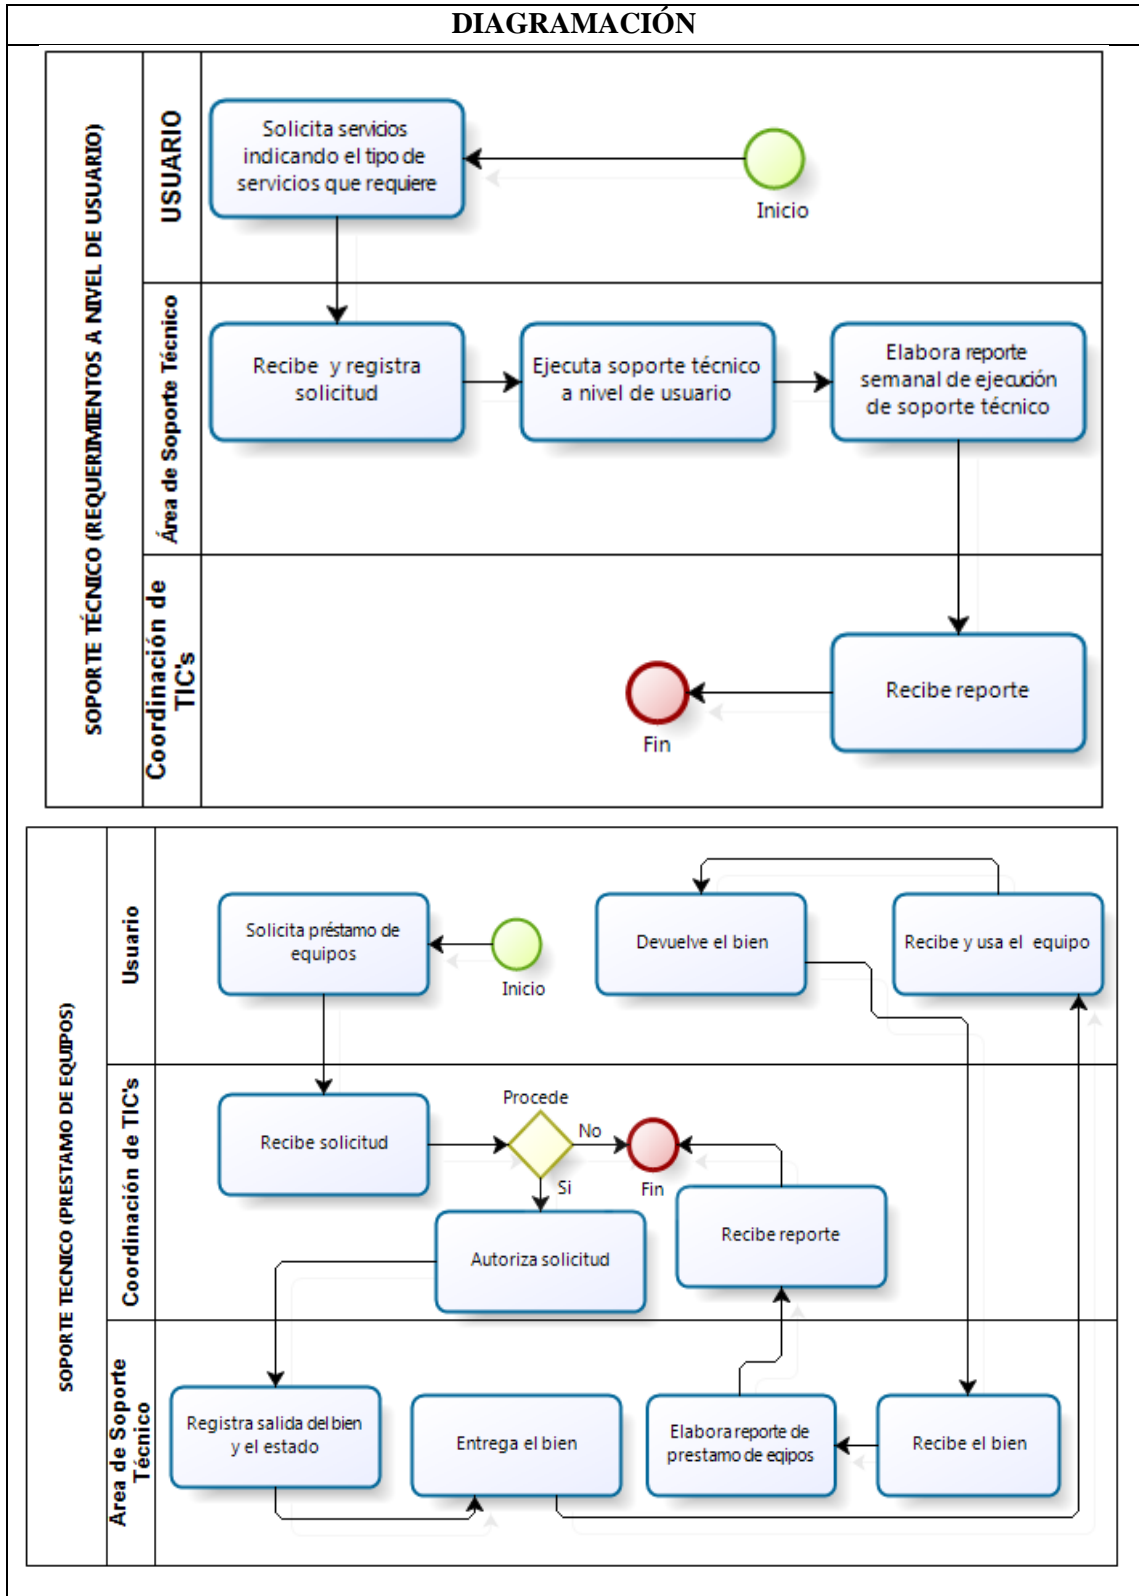 DIAGRAMACIÓN
SOPORTE TÉCNICO (REQUERIMIENTOS A NIVEL DE USUARIO)
USUARIO
Solicita servicios
indicando el tipo de
servicios que requiere
Inicio
Área de Soporte Técnico
Recibe y registra
solicitud
Ejecuta soporte técnico
a nivel de usuario
Elabora reporte
semanal de ejecución
de soporte técnico
Coordinación de
TIC's
Fin
Recibe reporte
SOPORTE TECNICO (PRESTAMO DE EQUIPOS)
Usuario
Solicita préstamo de
equipos
Inicio
Devuelve el bien
Recibe y usa el equipo
Coordinación de TIC's
Recibe solicitud
Procede
No
Si
Fin
Autoriza solicitud
Recibe reporte
Area de Soporte
Técnico
Registra salida del bien
y el estado
Entrega el bien
Elabora reporte de
prestamo de eqipos
Recibe el bien